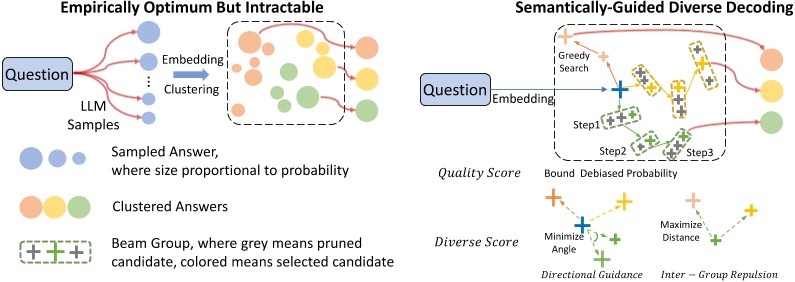 Empirically Optimum But Intractable
Question
LLM
Samples
Embedding
Clustering
Sampled Answer,
where size proportional to probability
Clustered Answers
Beam Group, where grey means pruned
candidate, colored means selected candidate
Semantically-Guided Diverse Decoding
Greedy
Search
Question
Embedding
Step1
Step2
Step3
Quality Score
Bound Debiased Probability
Diverse Score
Minimize
Angle
Maximize
Distance
Directional Guidance
Inter - Group Repulsion